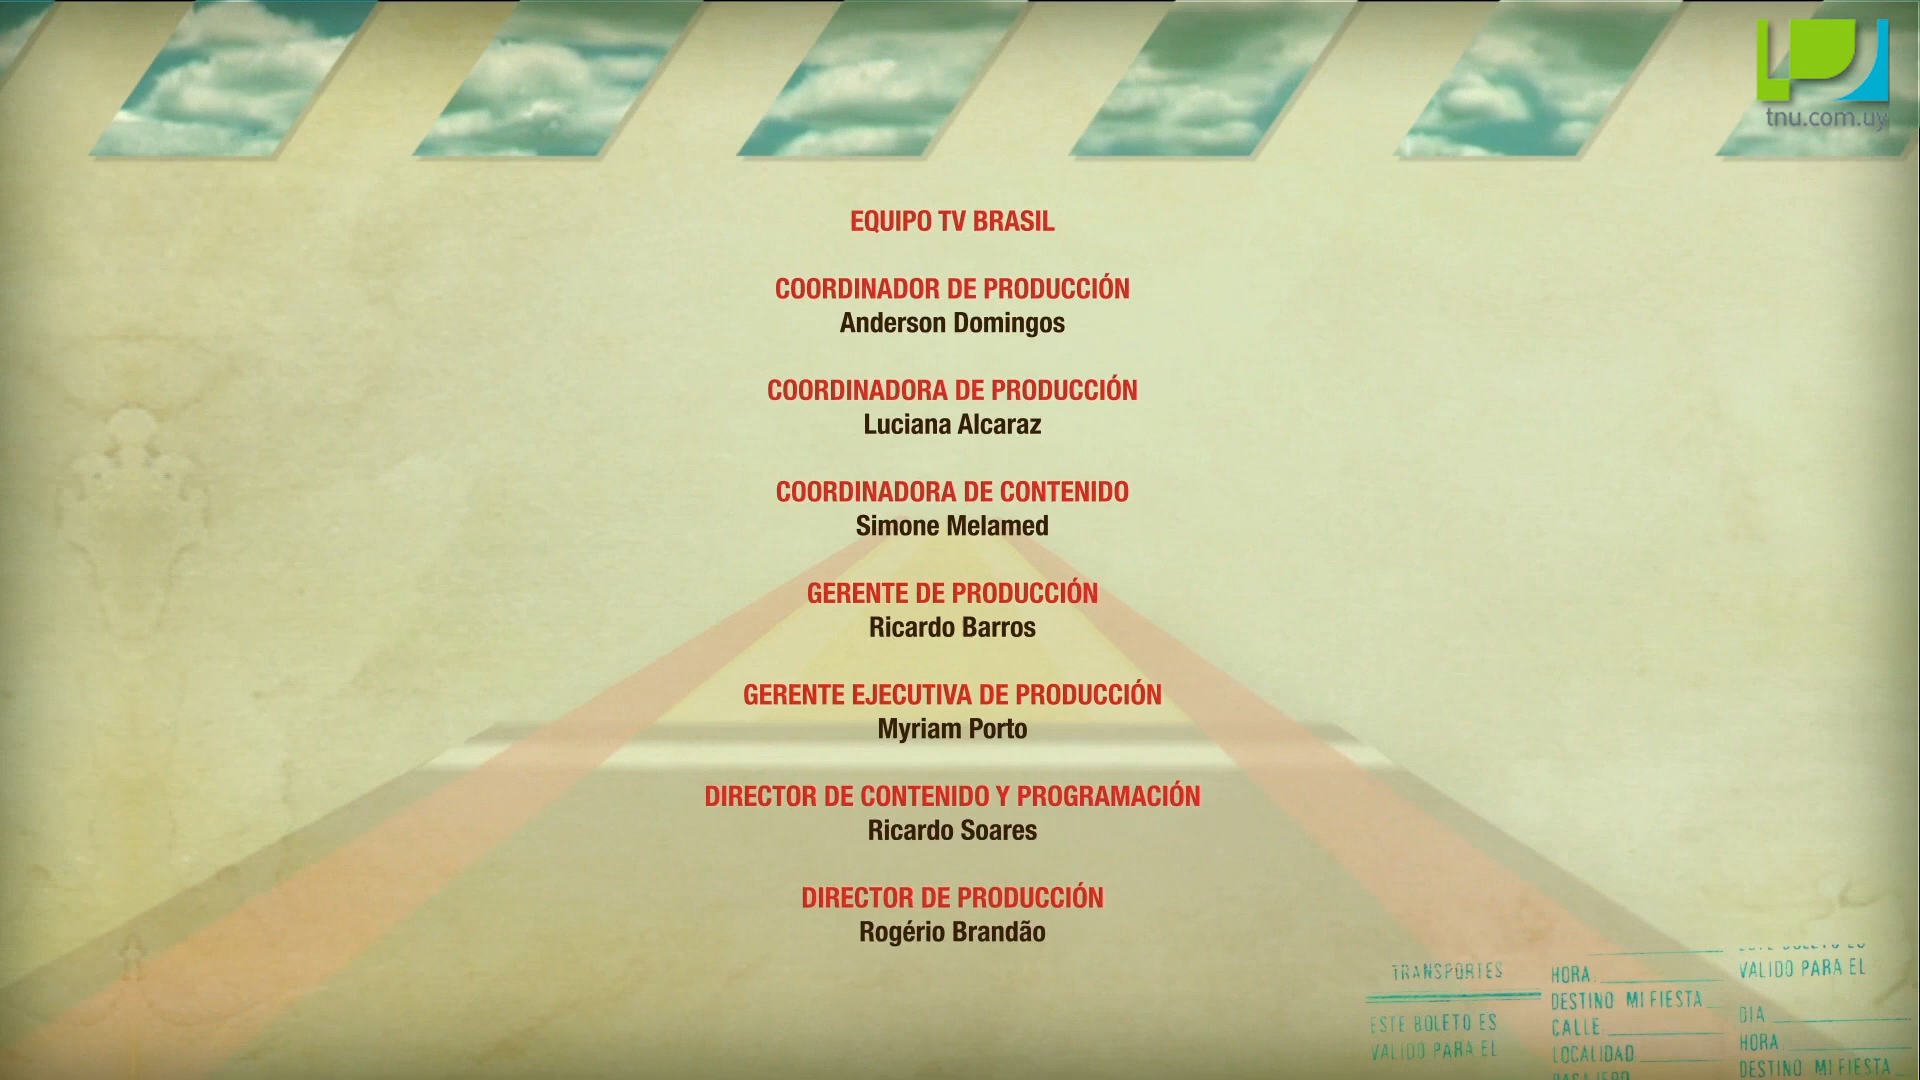 tnu.com.uy
EQUIPO TV BRASIL
COORDINADOR DE PRODUCCIÓN
Anderson Domingos
COORDINADORA DE PRODUCCIÓN
Luciana Alcaraz
COORDINADORA DE CONTENIDO
Simone Melamed
GERENTE DE PRODUCCIÓN
Ricardo Barros
GERENTE EJECUTIVA DE PRODUCCIÓN
Myriam Porto
DIRECTOR DE CONTENIDO Y PROGRAMACIÓN
Ricardo Soares
DIRECTOR DE PRODUCCIÓN
Rogério Brandão
TRANSPORTES
ESTE BOLETO ES
VALIDO PARA EL
HORA
DESTINO MI FIESTA
CALLE
LOCALIDAD
VALIDO PARA EL
DIA
HORA
DESTINO MI FIESTA